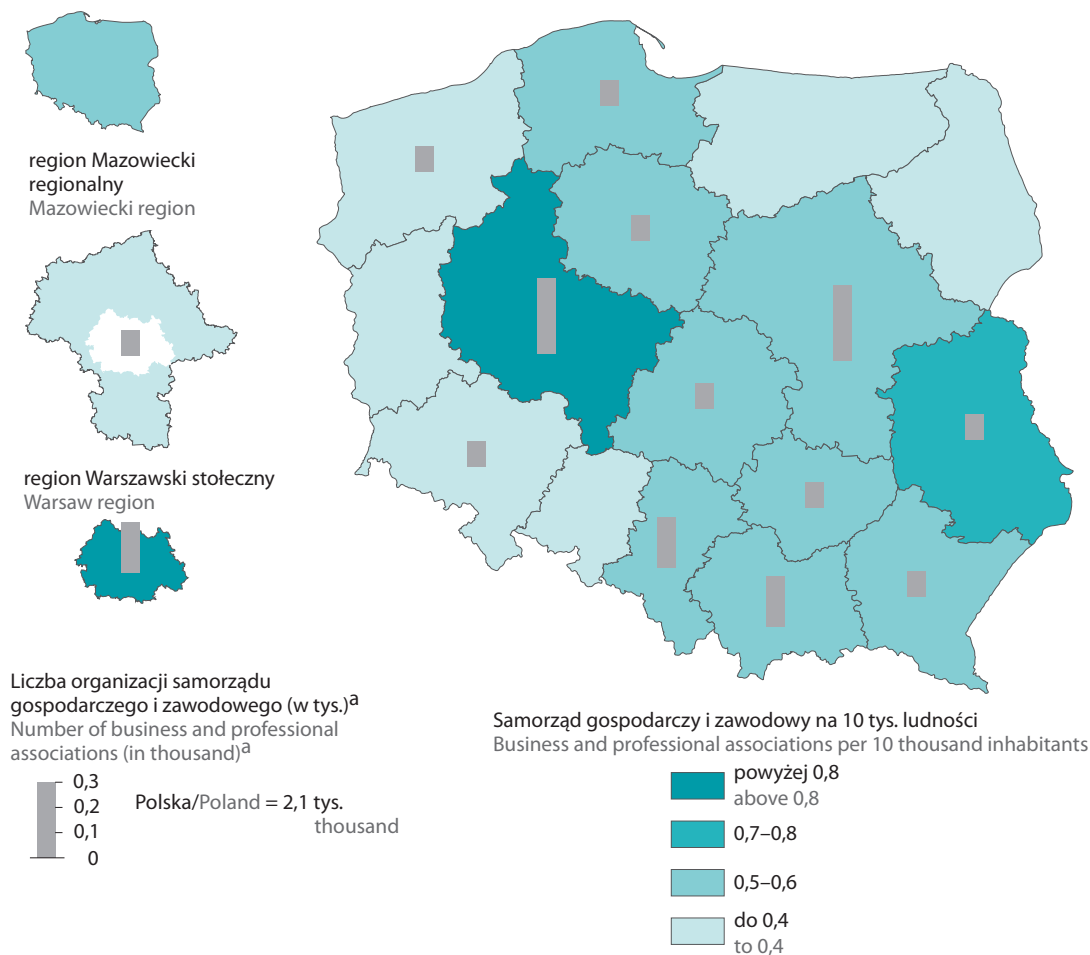 region Mazowiecki
regionalny
Mazowiecki region
region Warszawski stołeczny
Warsaw region
Liczba organizacji samorządu
gospodarczego i zawodowego (w tys.)a
Number of business and professional
associations (in thousand)a
0,3
0,2
0,1
0
Polska/Poland = 2,1 tys.
thousand
Samorząd gospodarczy i zawodowy na 10 tys. ludności
Business and professional associations per 10 thousand inhabitants
powyżej 0,8
above 0,8
0,7–0,8
0,5–0,6
do 0,4
to 0,4